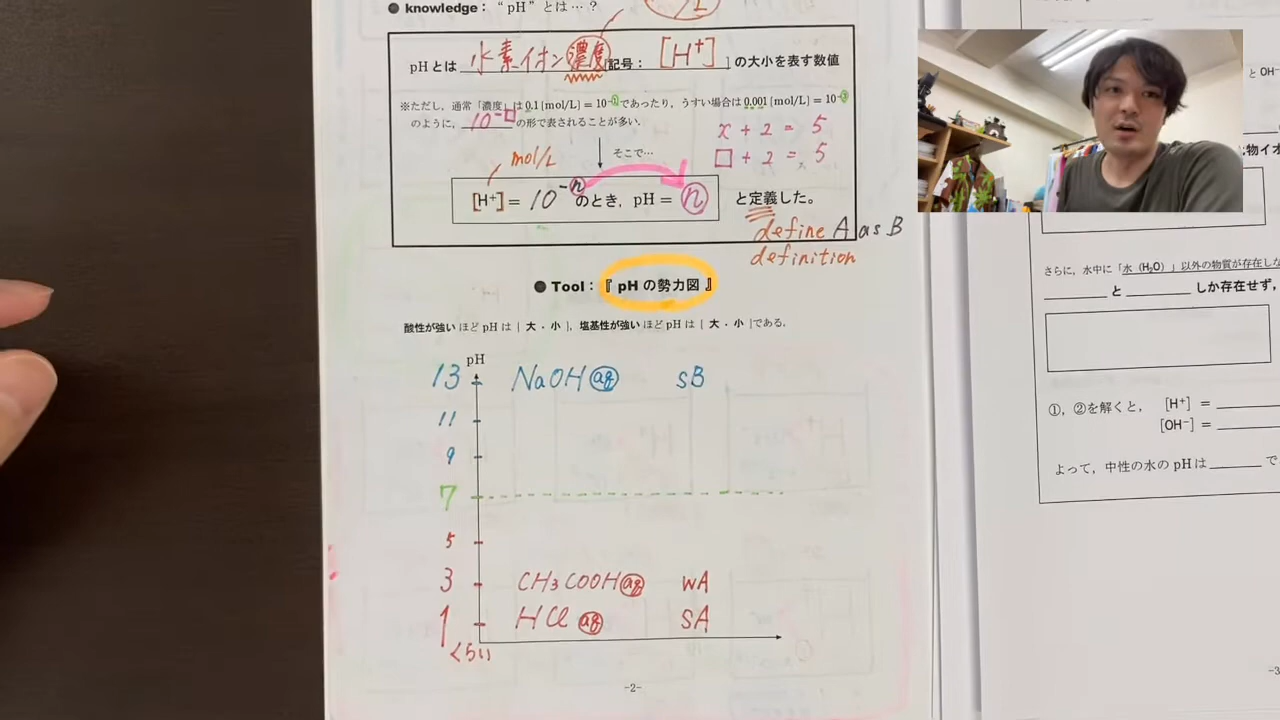 ● knowledge： “pH”とは…？
pHとは 水素イオン濃度 記号： [H⁺] の大小を表す数値
※ただし，通常「濃度」は 0.1 [mol/L] = 10⁻¹であったり，うすい場合は 0.001 [mol/L] = 10⁻³
のように， 10⁻□ の形で表されることが多い．
x + 2 = 5
□ + 2 = 5
そこで…
mol/L
[H⁺] = 10⁻ⁿ のとき，pH = n と定義した。
define A as B
definition
● Tool：『 pH の勢力図 』
酸性が強いほど pH は [ 大・小 ]，塩基性が強いほど pH は [ 大・小 ]である．
pH
13 NaOH aq sB
11
9
7
5
3 CH₃COOH aq wA
1 HCl aq sA
くらい
-2-
と OH⁻
物イオ
さらに，水中に「水（H₂O）」以外の物質が存在しな
と しか存在せず，
①，②を解くと， [H⁺] =
[OH⁻] =
よって，中性の水の pH は で
-3